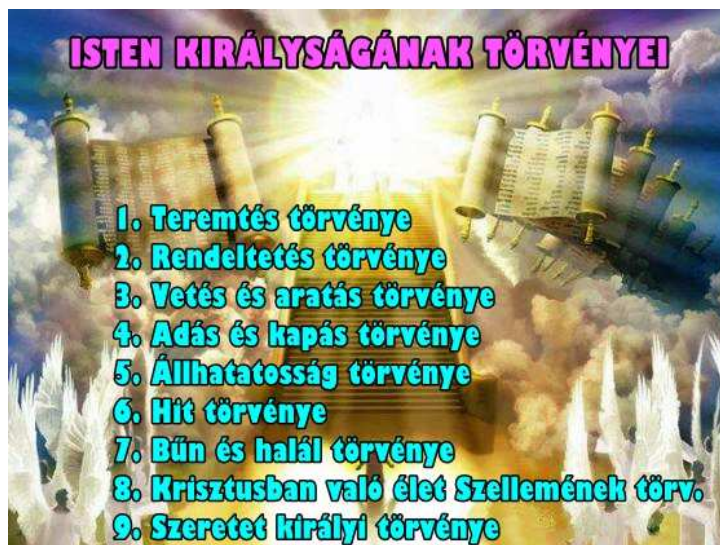 ISTEN KIRÁLYSÁGÁNAK TÖRVÉNYEI
1. Teremtés törvénye
2. Rendeltetés törvénye
3. Vetés és aratás törvénye
4. Adás és kapás törvénye
5. Állhatatosság törvénye
6. Hit törvénye
7. Bűn és halál törvénye
8. Krisztusban való élet Szellemének törv.
9. Szeretet királyi törvénye